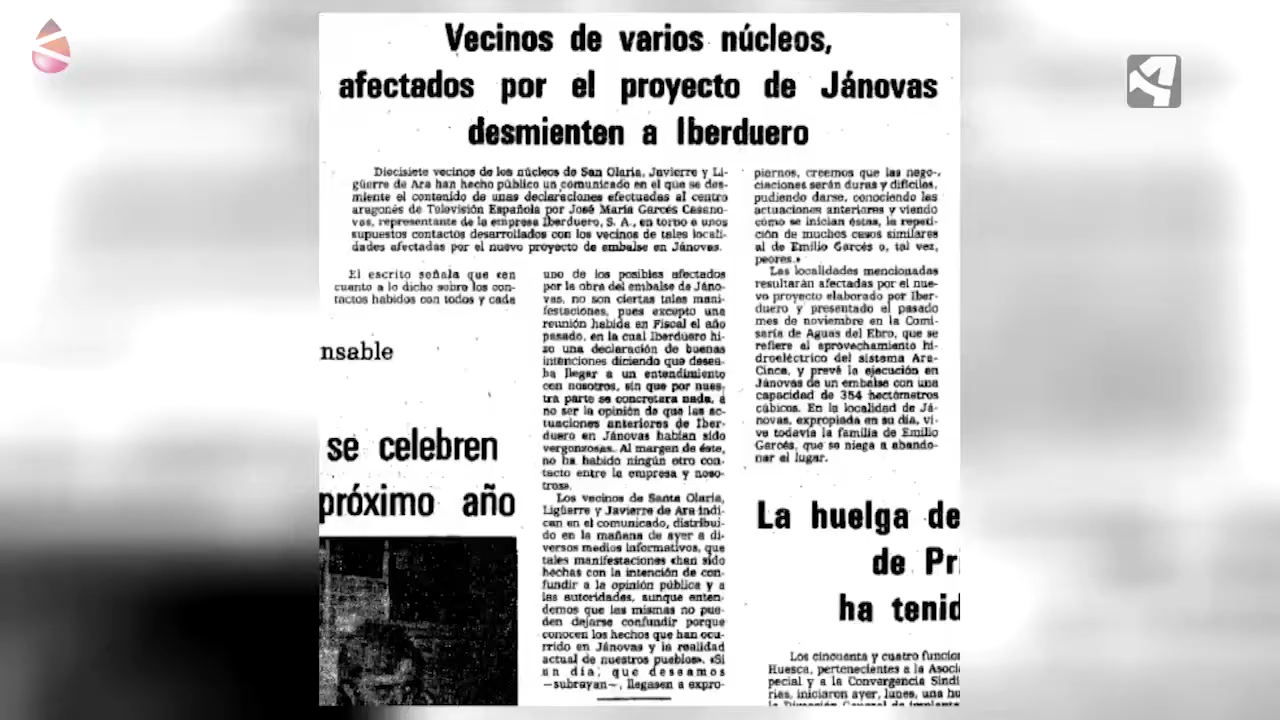 Vecinos de varios núcleos,
afectados por el proyecto de Jánovas
desmienten a Iberduero
Diecisiete vecinos de los núcleos de San Olaria, Javierre y Li-
güerre de Ara han hecho público un comunicado en el que se des-
miente el contenido de unas declaraciones efectuadas al centro
aragonés de Televisión Española por José María Garcés Casano-
vas, representante de la empresa Iberduero, S. A., en torno a unos
supuestos contactos desarrollados con los vecinos de tales locali-
dades afectadas por el nuevo proyecto de embalse en Jánovas.
El escrito señala que «en
cuanto a lo dicho sobre los con-
tactos habidos con todos y cada
uno de los posibles afectados
por la obra del embalse de Jáno-
vas, no son ciertas tales mani-
festaciones, pues excepto una
reunión habida en Fiscal el año
pasado, en la cual Iberduero hi-
zo una declaración de buenas
intenciones diciendo que desea-
ba llegar a un entendimiento
con nosotros, sin que por nues-
tra parte se concretara nada, a
no ser la opinión de que las ac-
tuaciones anteriores de Iber-
duero en Jánovas habían sido
vergonzosas. Al margen de éste,
no ha habido ningún otro con-
tacto entre la empresa y noso-
tros».
Los vecinos de Santa Olaria,
Ligüerre y Javierre de Ara indi-
can en el comunicado, distribui-
do en la mañana de ayer a di-
versos medios informativos, que
tales manifestaciones «han sido
hechas con la intención de con-
fundir a la opinión pública y a
las autoridades, aunque enten-
demos que las mismas no pue-
den dejarse confundir porque
conocen los hechos que han ocu-
rrido en Jánovas y la realidad
actual de nuestros pueblos». «Si
un día, que deseamos
—subrayan—, llegasen a expro-
piarnos, creemos que las nego-
ciaciones serán duras y difíciles,
pudiendo darse, conociendo las
actuaciones anteriores y viendo
cómo se inician éstas, la repeti-
ción de muchos casos similares
al de Emilio Garcés o, tal vez,
peores.»
Las localidades mencionadas
resultarán afectadas por el nue-
vo proyecto elaborado por Iber-
duero y presentado el pasado
mes de noviembre en la Comi-
saría de Aguas del Ebro, que se
refiere al aprovechamiento hi-
droeléctrico del sistema Ara-
Cinca, y prevé la ejecución en
Jánovas de un embalse con una
capacidad de 354 hectómetros
cúbicos. En la localidad de Já-
novas, expropiada en su día, vi-
ve todavía la familia de Emilio
Garcés, que se niega a abando-
nar el lugar.
nsable
se celebren
próximo año
La huelga de
de Pri
ha tenid
Los cincuenta y cuatro funcio
Huesca, pertenecientes a la Asoci
pecial y a la Convergencia Sindi
rias, iniciaron ayer, lunes, una hu
la Dirección General de implanta